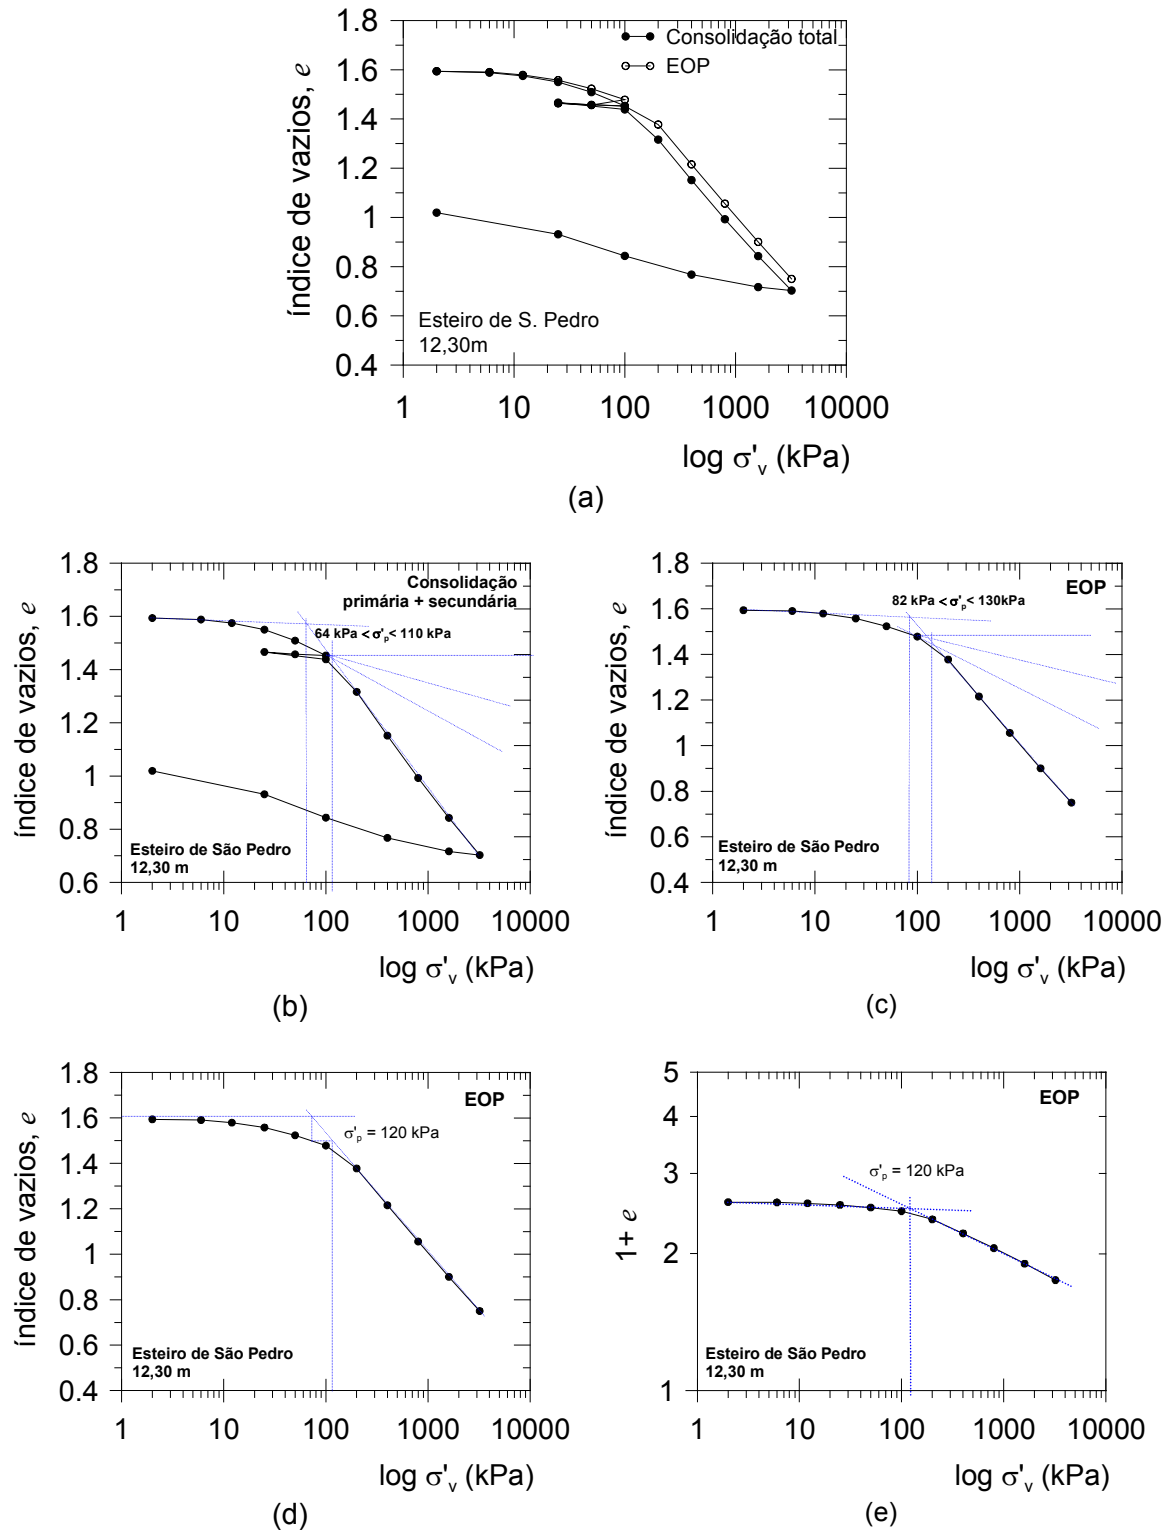 1.8
1.6
1.4
1.2
1
0.8
0.6
0.4
índice de vazios, e
Consolidação total
EOP
Esteiro de S. Pedro
12,30m
1 10 100 1000 10000
log σ'v (kPa)
(a)
1.8
1.6
1.4
1.2
1
0.8
0.6
índice de vazios, e
Consolidação
primária + secundária
64 kPa < σ'p < 110 kPa
Esteiro de São Pedro
12,30 m
1 10 100 1000 10000
log σ'v (kPa)
(b)
1.8
1.6
1.4
1.2
1
0.8
0.6
0.4
índice de vazios, e
EOP
82 kPa < σ'p < 130kPa
Esteiro de São Pedro
12,30 m
1 10 100 1000 10000
log σ'v (kPa)
(c)
1.8
1.6
1.4
1.2
1
0.8
0.6
0.4
índice de vazios, e
EOP
σ'p = 120 kPa
Esteiro de São Pedro
12,30 m
1 10 100 1000 10000
log σ'v (kPa)
(d)
5
4
3
2
1
1+ e
EOP
σ'p = 120 kPa
Esteiro de São Pedro
12,30 m
1 10 100 1000 10000
log σ'v (kPa)
(e)